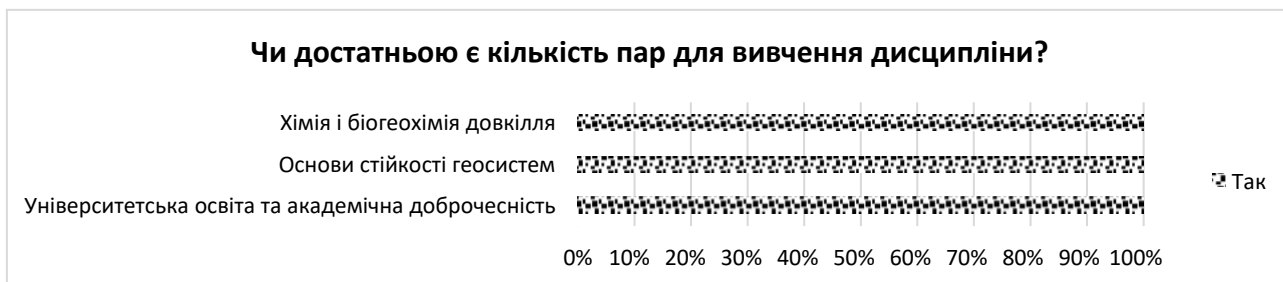 Чи достатньою є кількість пар для вивчення дисципліни?
Хімія і біогеохімія довкілля
Основи стійкості геосистем
Університетська освіта та академічна доброчесність
Так
0% 10% 20% 30% 40% 50% 60% 70% 80% 90% 100%